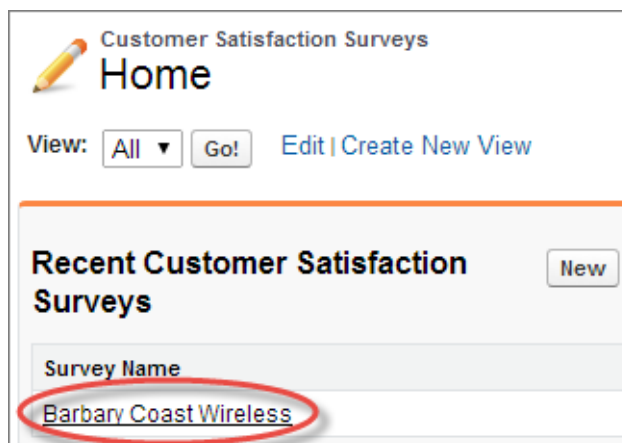 Customer Satisfaction Surveys
Home
View: All Go! Edit | Create New View
Recent Customer Satisfaction New
Surveys
Survey Name
Barbary Coast Wireless